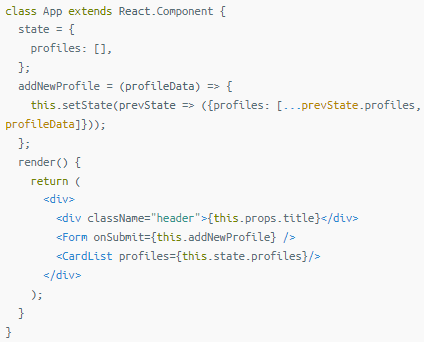 class App extends React.Component {
  state = {
    profiles: [],
  };
  addNewProfile = (profileData) => {
    this.setState(prevState => ({profiles: [...prevState.profiles,
profileData]}));
  };
  render() {
    return (
      <div>
        <div className="header">{this.props.title}</div>
        <Form onSubmit={this.addNewProfile} />
        <CardList profiles={this.state.profiles}/>
      </div>
    );
  }
}